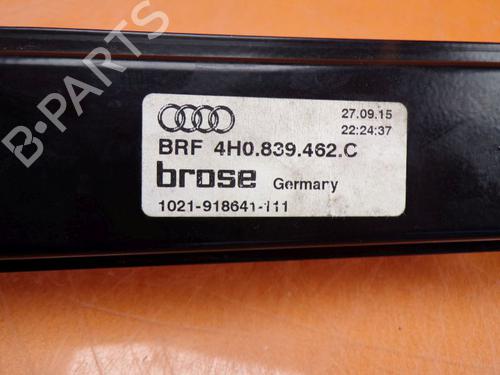 27.09.15
22:24:37
BRF 4H0.839.462.C
brose Germany
1021-918641-111
B PARTS